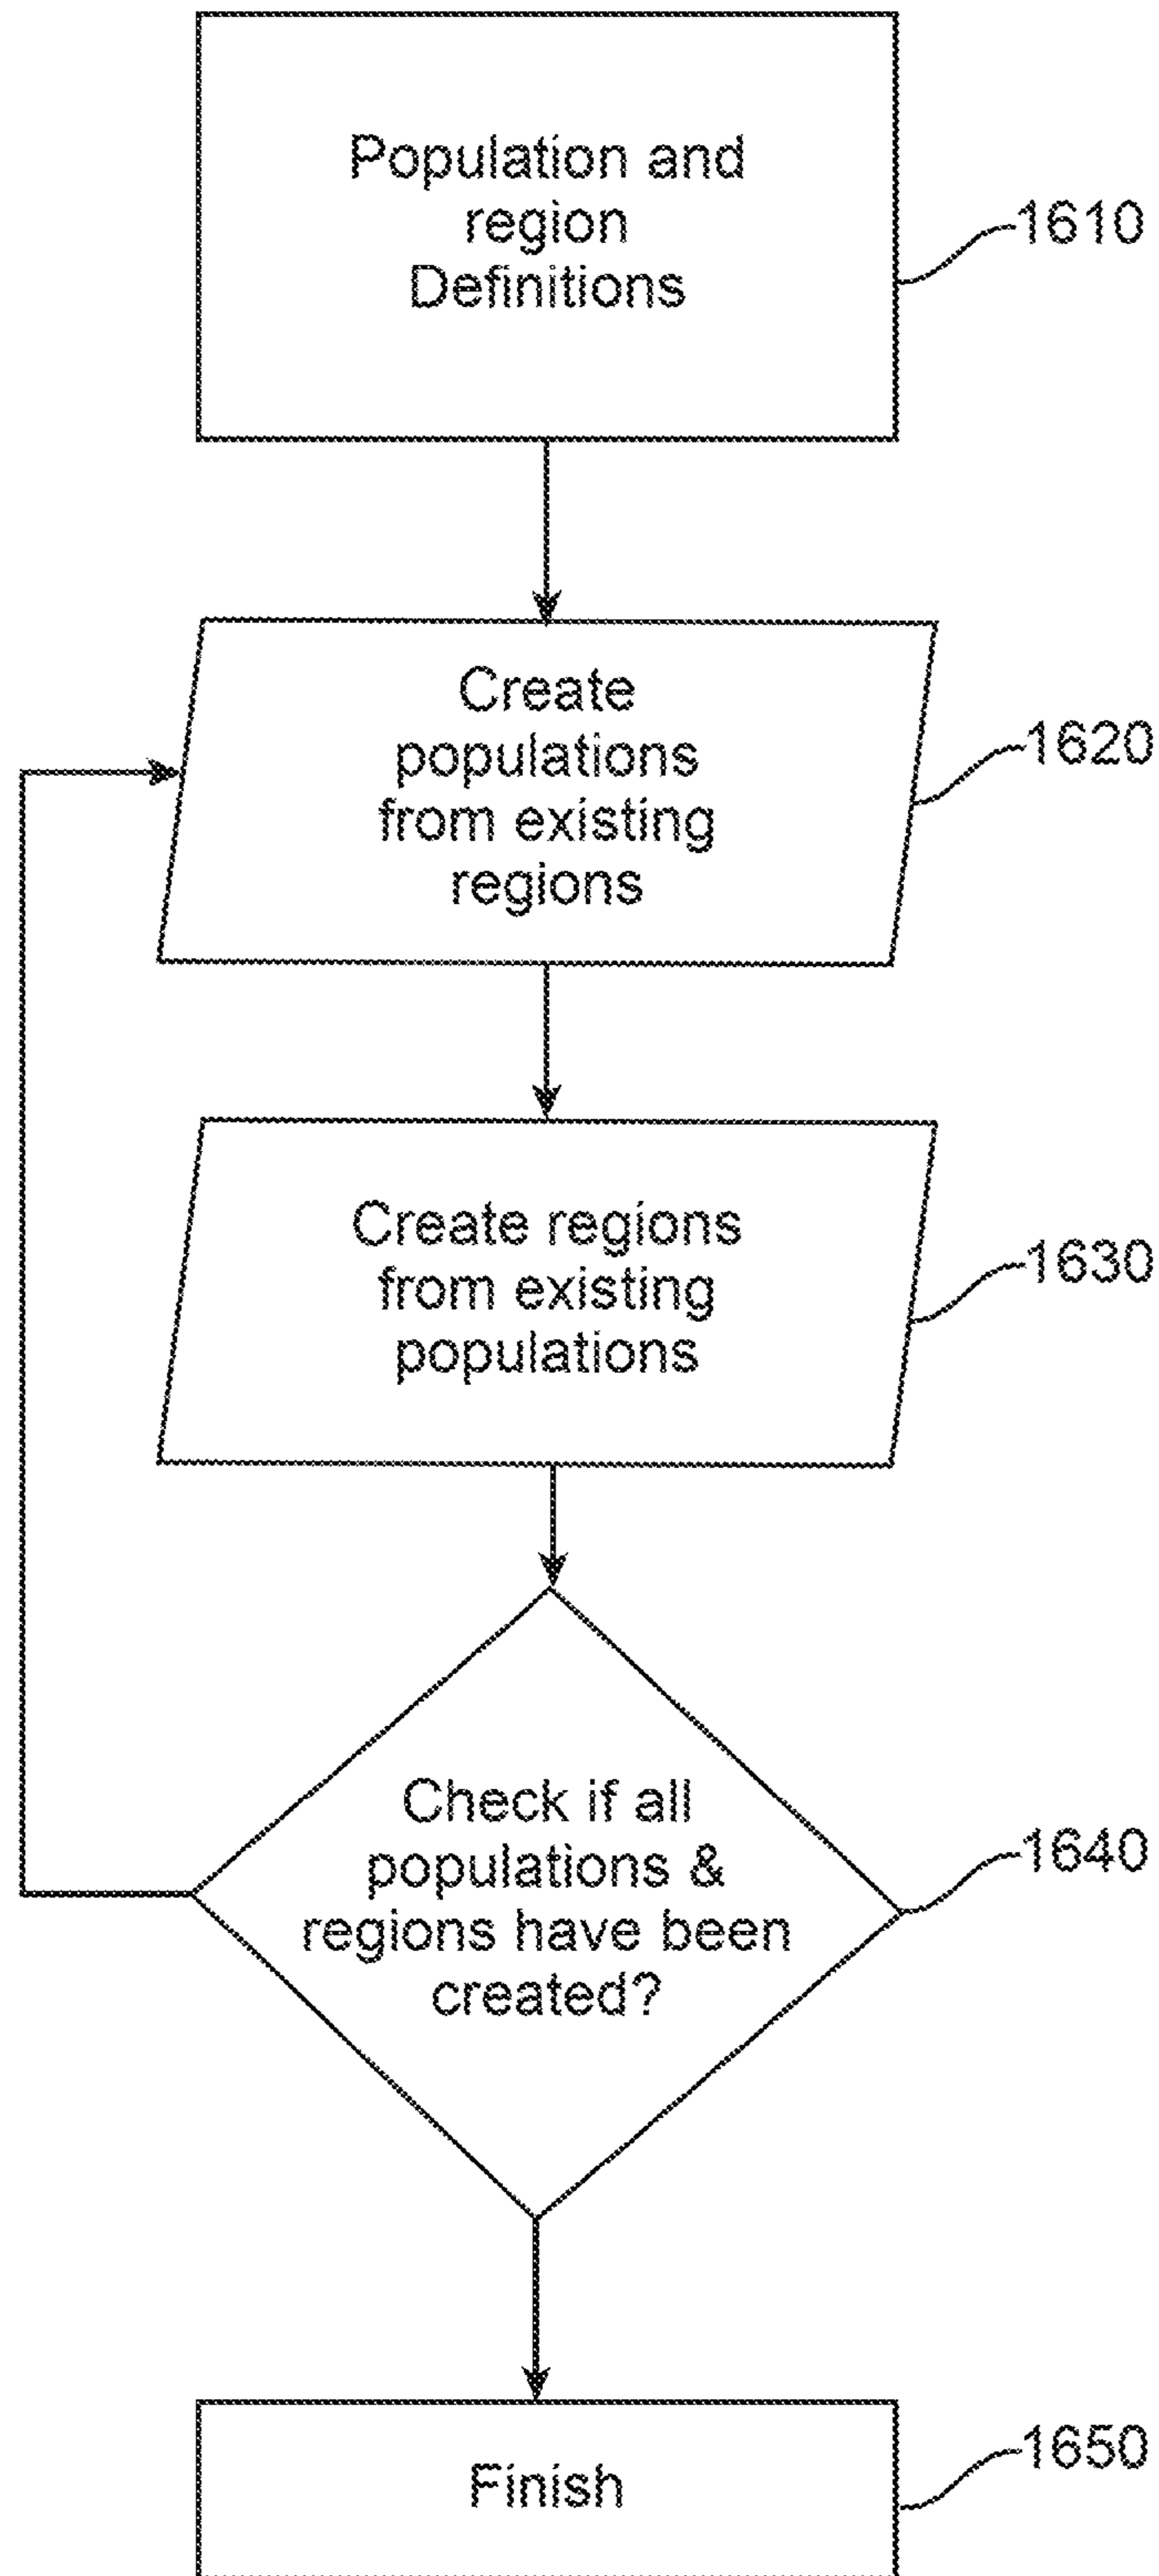 Population and
region
Definitions
1610
Create
populations
from existing
regions
1620
Create regions
from existing
populations
1630
Check if all
populations &
regions have been
created?
1640
Finish
1650